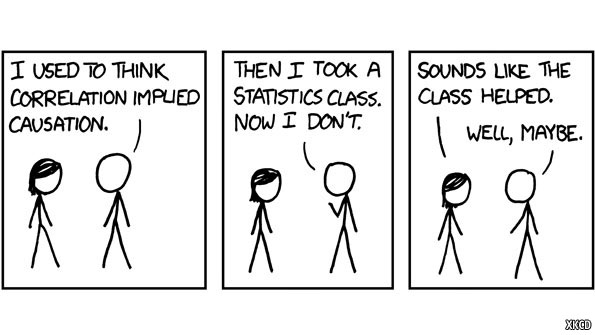 I USED TO THINK
CORRELATION IMPLIED
CAUSATION.
THEN I TOOK A
STATISTICS CLASS.
NOW I DON'T.
SOUNDS LIKE THE
CLASS HELPED.
WELL, MAYBE.
XKCD